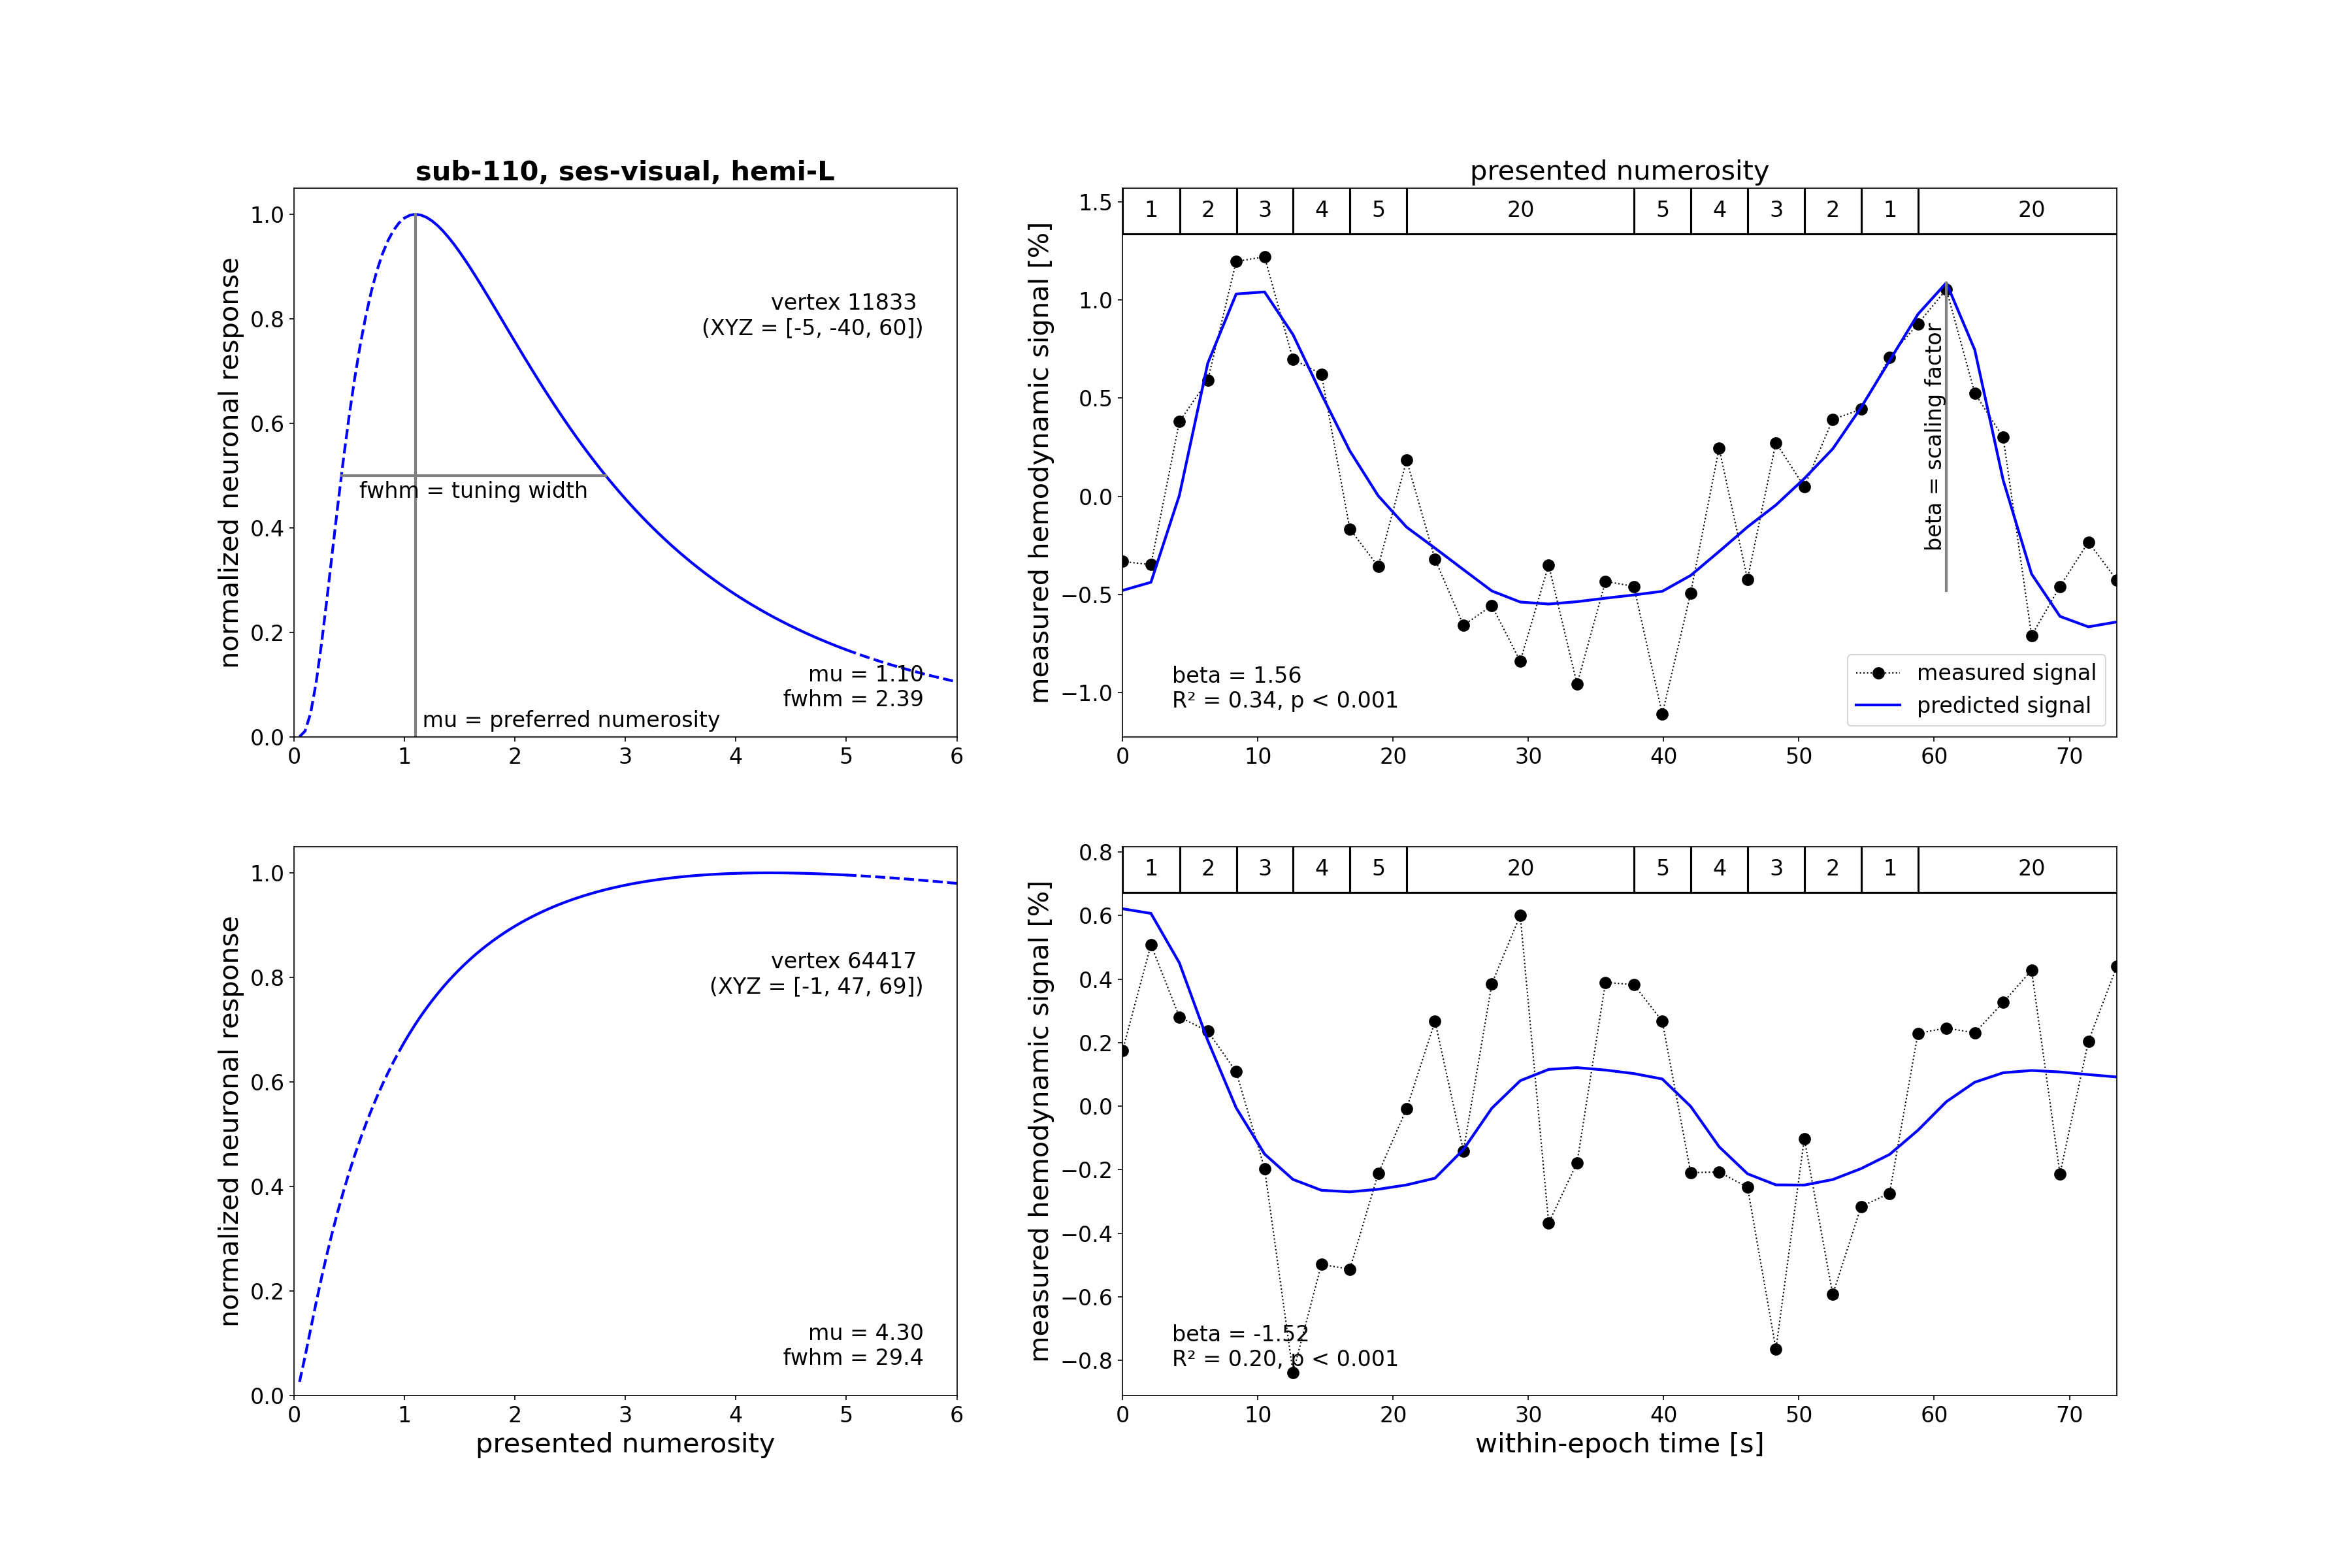 sub-110, ses-visual, hemi-L
normalized neuronal response
1.0
0.8
0.6
0.4
0.2
0.0
vertex 11833
(XYZ = [-5, -40, 60])
fwhm = tuning width
mu = 1.10
fwhm = 2.39
mu = preferred numerosity
0 1 2 3 4 5 6
presented numerosity
measured hemodynamic signal [%]
1.5
1.0
0.5
0.0
−0.5
−1.0
1 2 3 4 5 20 5 4 3 2 1 20
beta = scaling factor
beta = 1.56
R² = 0.34, p < 0.001
measured signal
predicted signal
0 10 20 30 40 50 60 70
normalized neuronal response
1.0
0.8
0.6
0.4
0.2
0.0
vertex 64417
(XYZ = [-1, 47, 69])
mu = 4.30
fwhm = 29.4
0 1 2 3 4 5 6
presented numerosity
measured hemodynamic signal [%]
0.8
0.6
0.4
0.2
0.0
−0.2
−0.4
−0.6
−0.8
1 2 3 4 5 20 5 4 3 2 1 20
beta = -1.52
R² = 0.20, p < 0.001
0 10 20 30 40 50 60 70
within-epoch time [s]